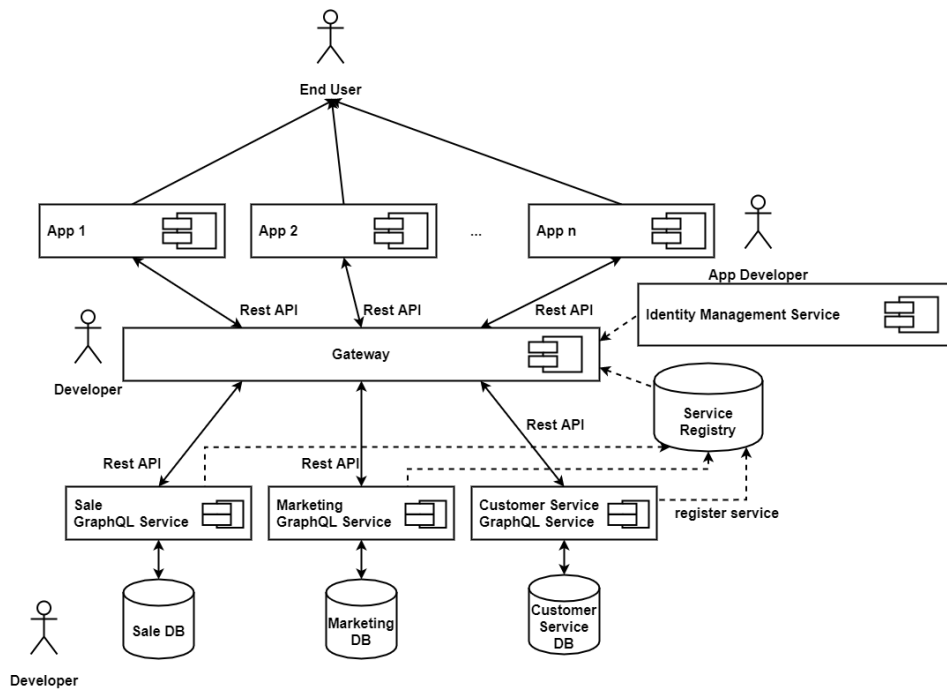 End User
App 1
App 2
...
App n
App Developer
Rest API
Rest API
Rest API
Identity Management Service
Gateway
Developer
Service
Registry
Rest API
Rest API
Rest API
Sale
GraphQL Service
Marketing
GraphQL Service
Customer Service
GraphQL Service
register service
Sale DB
Marketing
DB
Customer
Service
DB
Developer